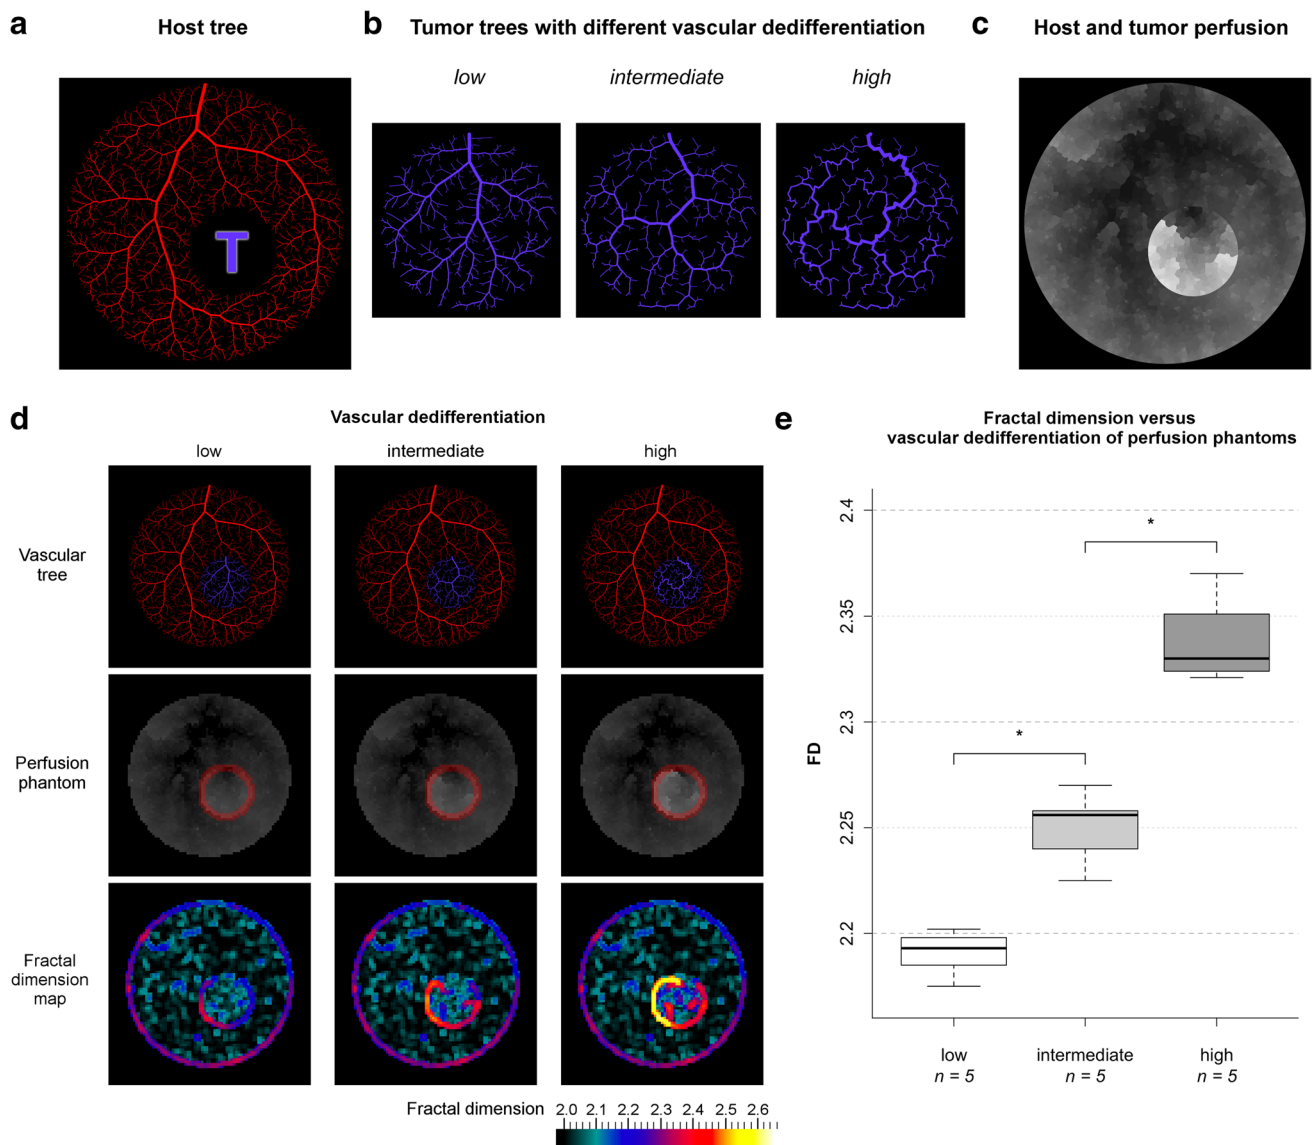 a
Host tree
b
Tumor trees with different vascular dedifferentiation
c
Host and tumor perfusion
low
intermediate
high
T
d
Vascular dedifferentiation
low
intermediate
high
Vascular
tree
Perfusion
phantom
Fractal
dimension
map
Fractal dimension
2.0 2.1 2.2 2.3 2.4 2.5 2.6
e
Fractal dimension versus
vascular dedifferentiation of perfusion phantoms
FD
2.4
2.35
2.3
2.25
2.2
*
*
low
intermediate
high
n = 5
n = 5
n = 5